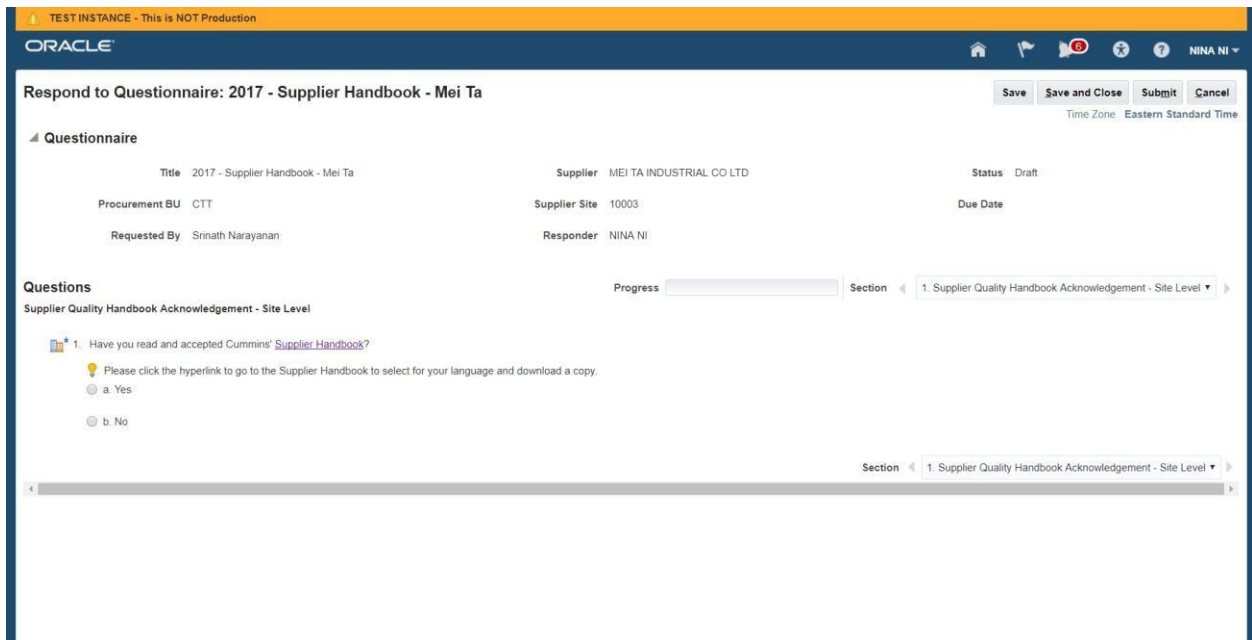 TEST INSTANCE - This is NOT Production
ORACLE
6
NINA NI
Respond to Questionnaire: 2017 - Supplier Handbook - Mei Ta
Save Save and Close Submit Cancel
Time Zone Eastern Standard Time
Questionnaire
Title 2017 - Supplier Handbook - Mei Ta Supplier MEI TA INDUSTRIAL CO LTD Status Draft
Procurement BU CTT Supplier Site 10003 Due Date
Requested By Srinath Narayanan Responder NINA NI
Questions Progress Section 1. Supplier Quality Handbook Acknowledgement - Site Level
Supplier Quality Handbook Acknowledgement - Site Level
* 1. Have you read and accepted Cummins' Supplier Handbook?
Please click the hyperlink to go to the Supplier Handbook to select for your language and download a copy.
a. Yes
b. No
Section 1. Supplier Quality Handbook Acknowledgement - Site Level